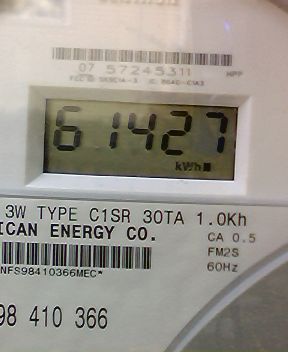 07 57245311 HPP
61427
kWh
3W TYPE C1SR 30TA 1.0Kh
ICAN ENERGY CO.
CA 0.5
FM2S
60Hz
NFS98410366MEC*
98 410 366